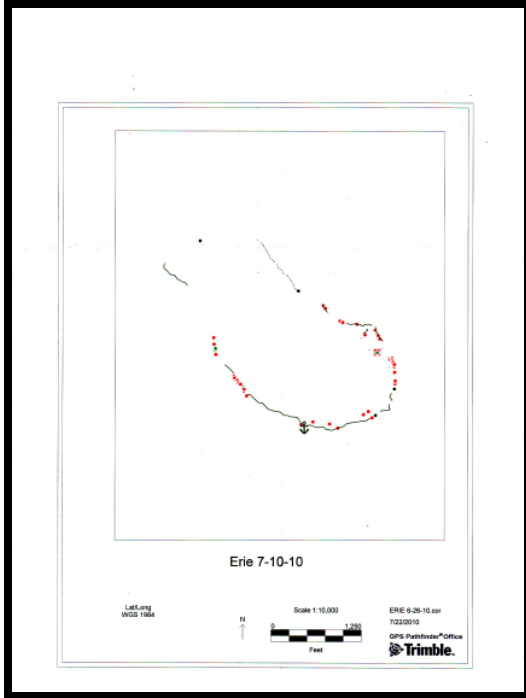 Erie 7-10-10
Lat/Long
WGS 1984
N
Scale 1:10,000
0 1,250
Feet
ERIE 6-26-10.cor
7/22/2010
GPS Pathfinder® Office
Trimble™